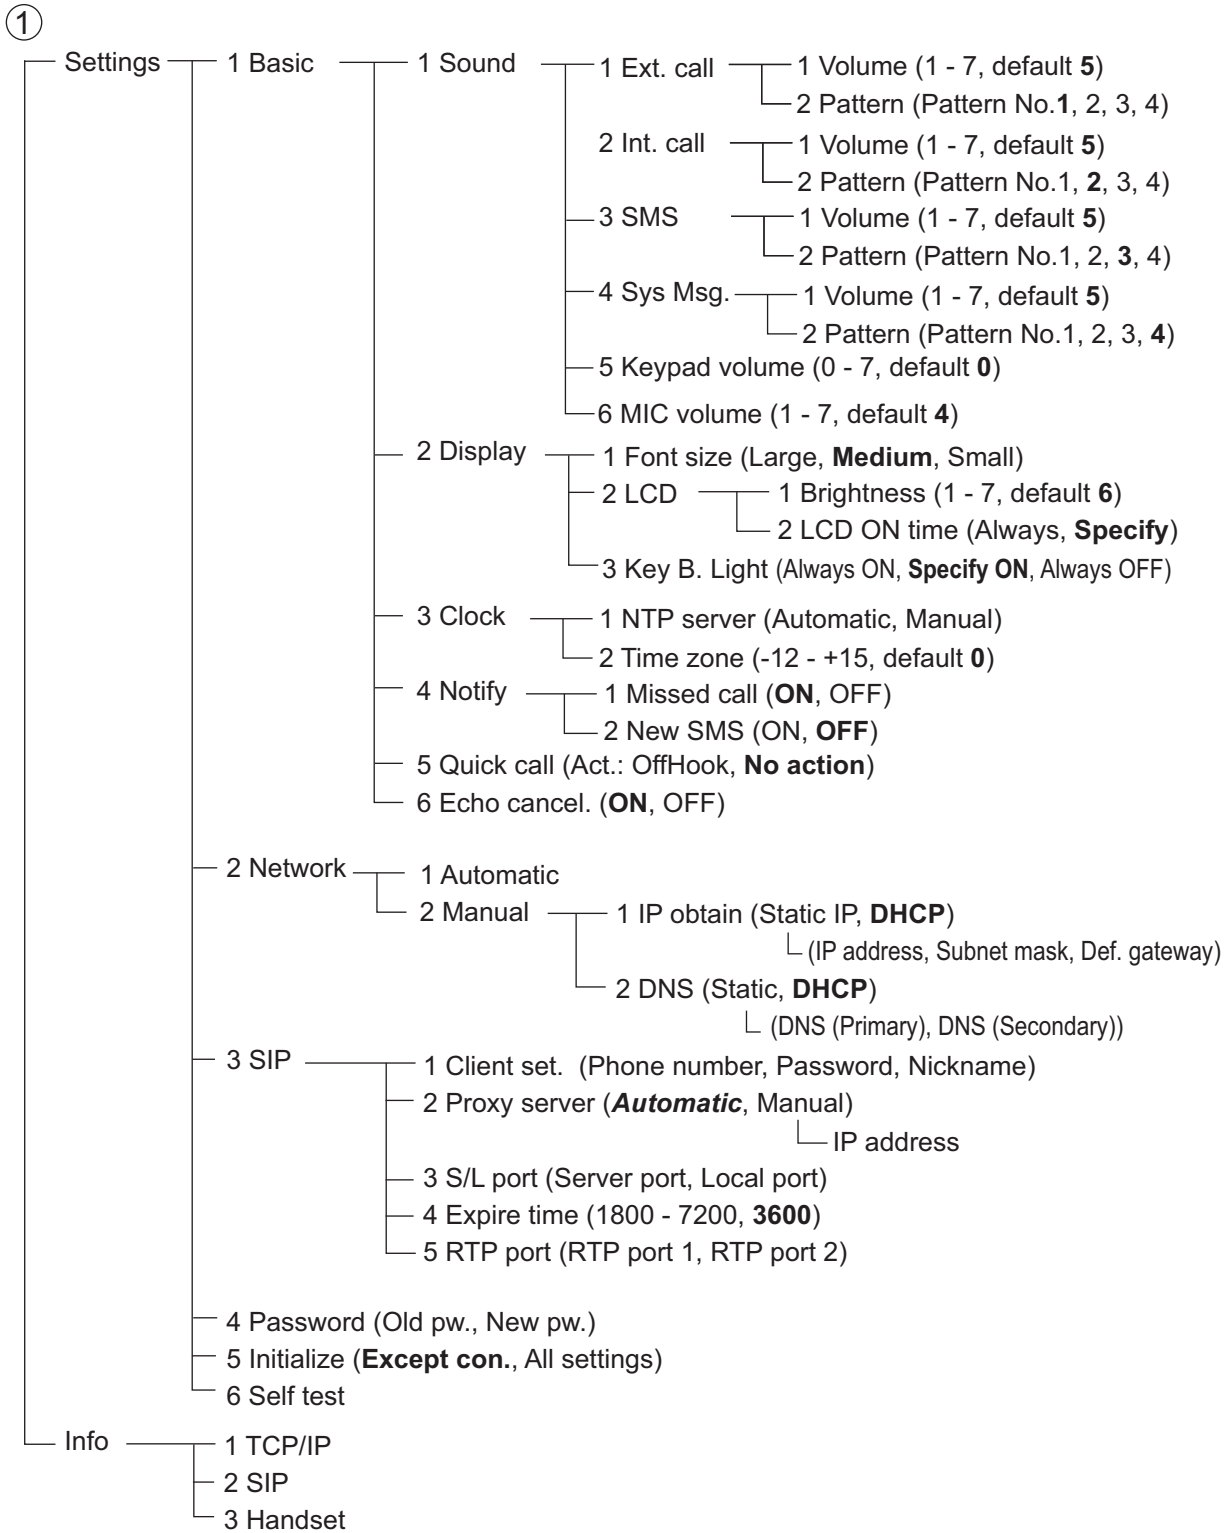 1
Settings
1 Basic
1 Sound
1 Ext. call
1 Volume (1 - 7, default 5)
2 Pattern (Pattern No.1, 2, 3, 4)
2 Int. call
1 Volume (1 - 7, default 5)
2 Pattern (Pattern No.1, 2, 3, 4)
3 SMS
1 Volume (1 - 7, default 5)
2 Pattern (Pattern No.1, 2, 3, 4)
4 Sys Msg.
1 Volume (1 - 7, default 5)
2 Pattern (Pattern No.1, 2, 3, 4)
5 Keypad volume (0 - 7, default 0)
6 MIC volume (1 - 7, default 4)
2 Display
1 Font size (Large, Medium, Small)
2 LCD
1 Brightness (1 - 7, default 6)
2 LCD ON time (Always, Specify)
3 Key B. Light (Always ON, Specify ON, Always OFF)
3 Clock
1 NTP server (Automatic, Manual)
2 Time zone (-12 - +15, default 0)
4 Notify
1 Missed call (ON, OFF)
2 New SMS (ON, OFF)
5 Quick call (Act.: OffHook, No action)
6 Echo cancel. (ON, OFF)
2 Network
1 Automatic
2 Manual
1 IP obtain (Static IP, DHCP)
(IP address, Subnet mask, Def. gateway)
2 DNS (Static, DHCP)
(DNS (Primary), DNS (Secondary))
3 SIP
1 Client set. (Phone number, Password, Nickname)
2 Proxy server (Automatic, Manual)
IP address
3 S/L port (Server port, Local port)
4 Expire time (1800 - 7200, 3600)
5 RTP port (RTP port 1, RTP port 2)
4 Password (Old pw., New pw.)
5 Initialize (Except con., All settings)
6 Self test
Info
1 TCP/IP
2 SIP
3 Handset